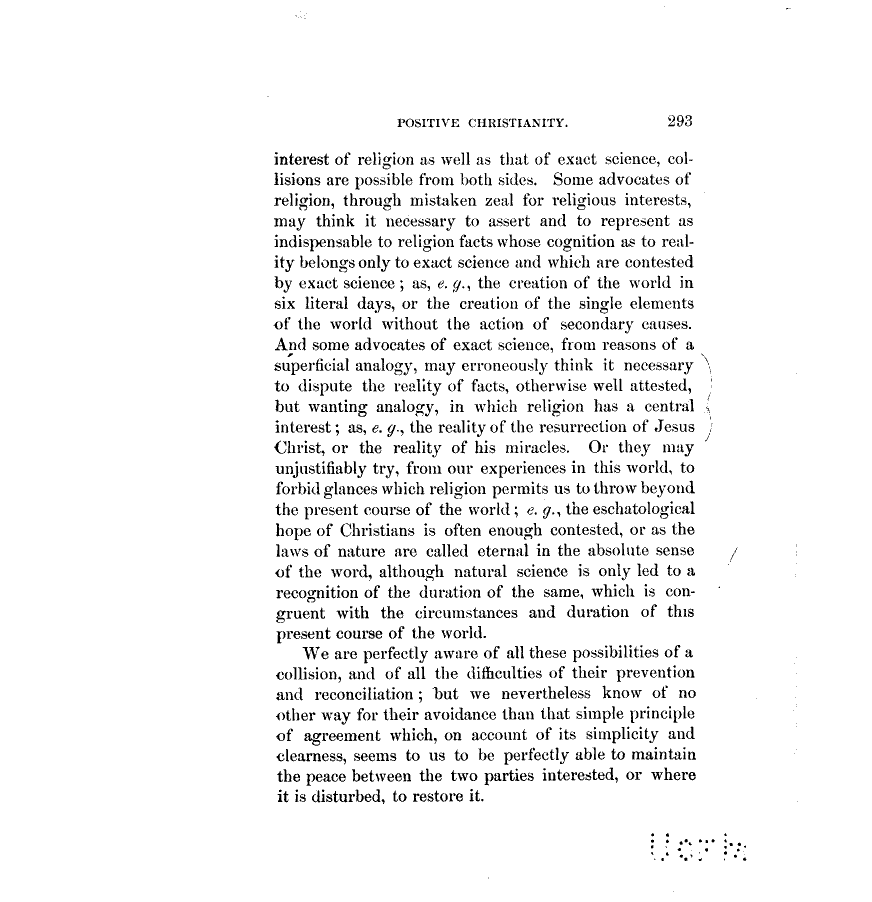 POSITIVE CHRISTIANITY. 293
interest of religion as well as that of exact science, col-
lisions are possible from both sides. Some advocates of
religion, through mistaken zeal for religious interests,
may think it necessary to assert and to represent as
indispensable to religion facts whose cognition as to real-
ity belongs only to exact science and which are contested
by exact science ; as, e. g., the creation of the world in
six literal days, or the creation of the single elements
of the world without the action of secondary causes.
And some advocates of exact science, from reasons of a
superficial analogy, may erroneously think it necessary
to dispute the reality of facts, otherwise well attested,
but wanting analogy, in which religion has a central
interest ; as, e. g., the reality of the resurrection of Jesus
Christ, or the reality of his miracles. Or they may
unjustifiably try, from our experiences in this world, to
forbid glances which religion permits us to throw beyond
the present course of the world ; e. g., the eschatological
hope of Christians is often enough contested, or as the
laws of nature are called eternal in the absolute sense
of the word, although natural science is only led to a
recognition of the duration of the same, which is con-
gruent with the circumstances and duration of this
present course of the world.
We are perfectly aware of all these possibilities of a
collision, and of all the difficulties of their prevention
and reconciliation ; but we nevertheless know of no
other way for their avoidance than that simple principle
of agreement which, on account of its simplicity and
clearness, seems to us to be perfectly able to maintain
the peace between the two parties interested, or where
it is disturbed, to restore it.